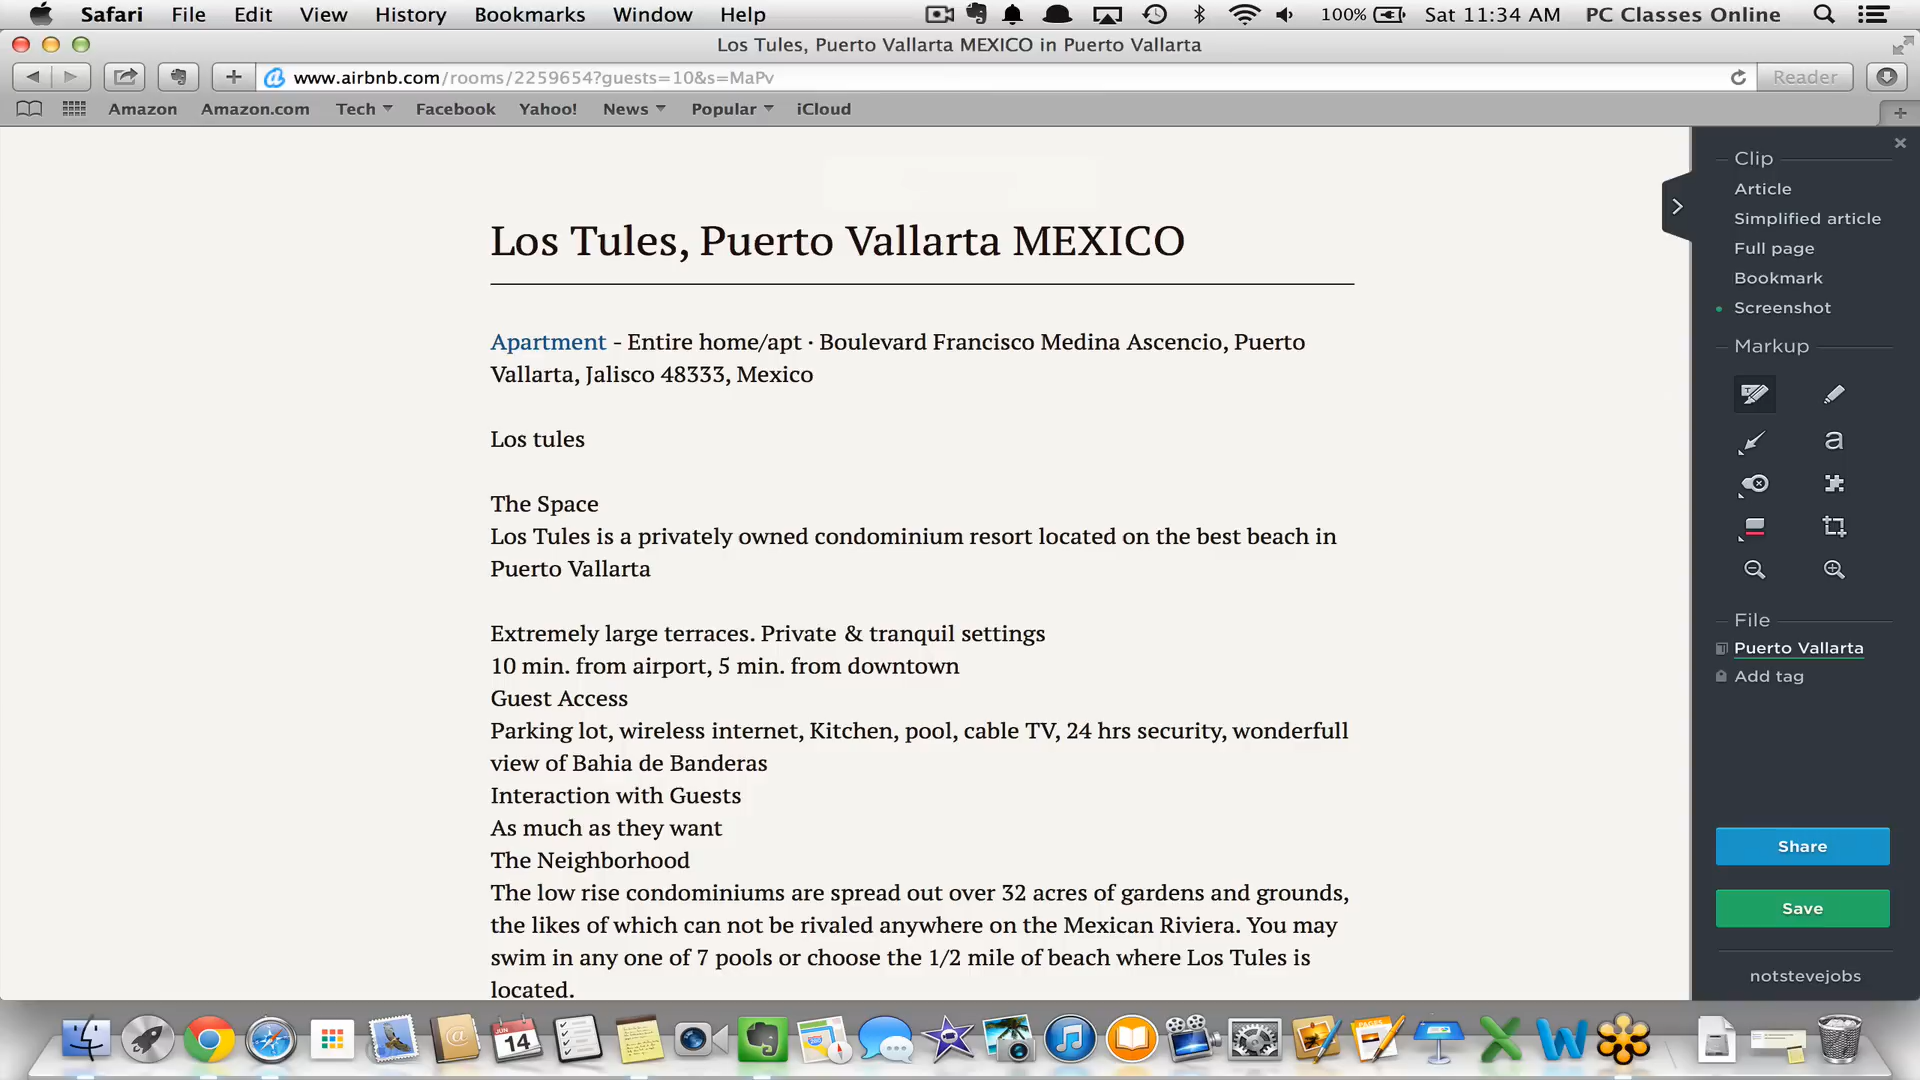 Safari File Edit View History Bookmarks Window Help 100% Sat 11:34 AM PC Classes Online
Los Tules, Puerto Vallarta MEXICO in Puerto Vallarta
www.airbnb.com/rooms/2259654?guests=10&s=MaPv Reader
Amazon Amazon.com Tech Facebook Yahoo! News Popular iCloud
Los Tules, Puerto Vallarta MEXICO
Apartment - Entire home/apt · Boulevard Francisco Medina Ascencio, Puerto
Vallarta, Jalisco 48333, Mexico
Los tules
The Space
Los Tules is a privately owned condominium resort located on the best beach in
Puerto Vallarta
Extremely large terraces. Private & tranquil settings
10 min. from airport, 5 min. from downtown
Guest Access
Parking lot, wireless internet, Kitchen, pool, cable TV, 24 hrs security, wonderfull
view of Bahia de Banderas
Interaction with Guests
As much as they want
The Neighborhood
The low rise condominiums are spread out over 32 acres of gardens and grounds,
the likes of which can not be rivaled anywhere on the Mexican Riviera. You may
swim in any one of 7 pools or choose the 1/2 mile of beach where Los Tules is
located.
Clip
Article
Simplified article
Full page
Bookmark
Screenshot
Markup
a
File
Puerto Vallarta
Add tag
Share
Save
notstevejobs
JUN
14
PAGES